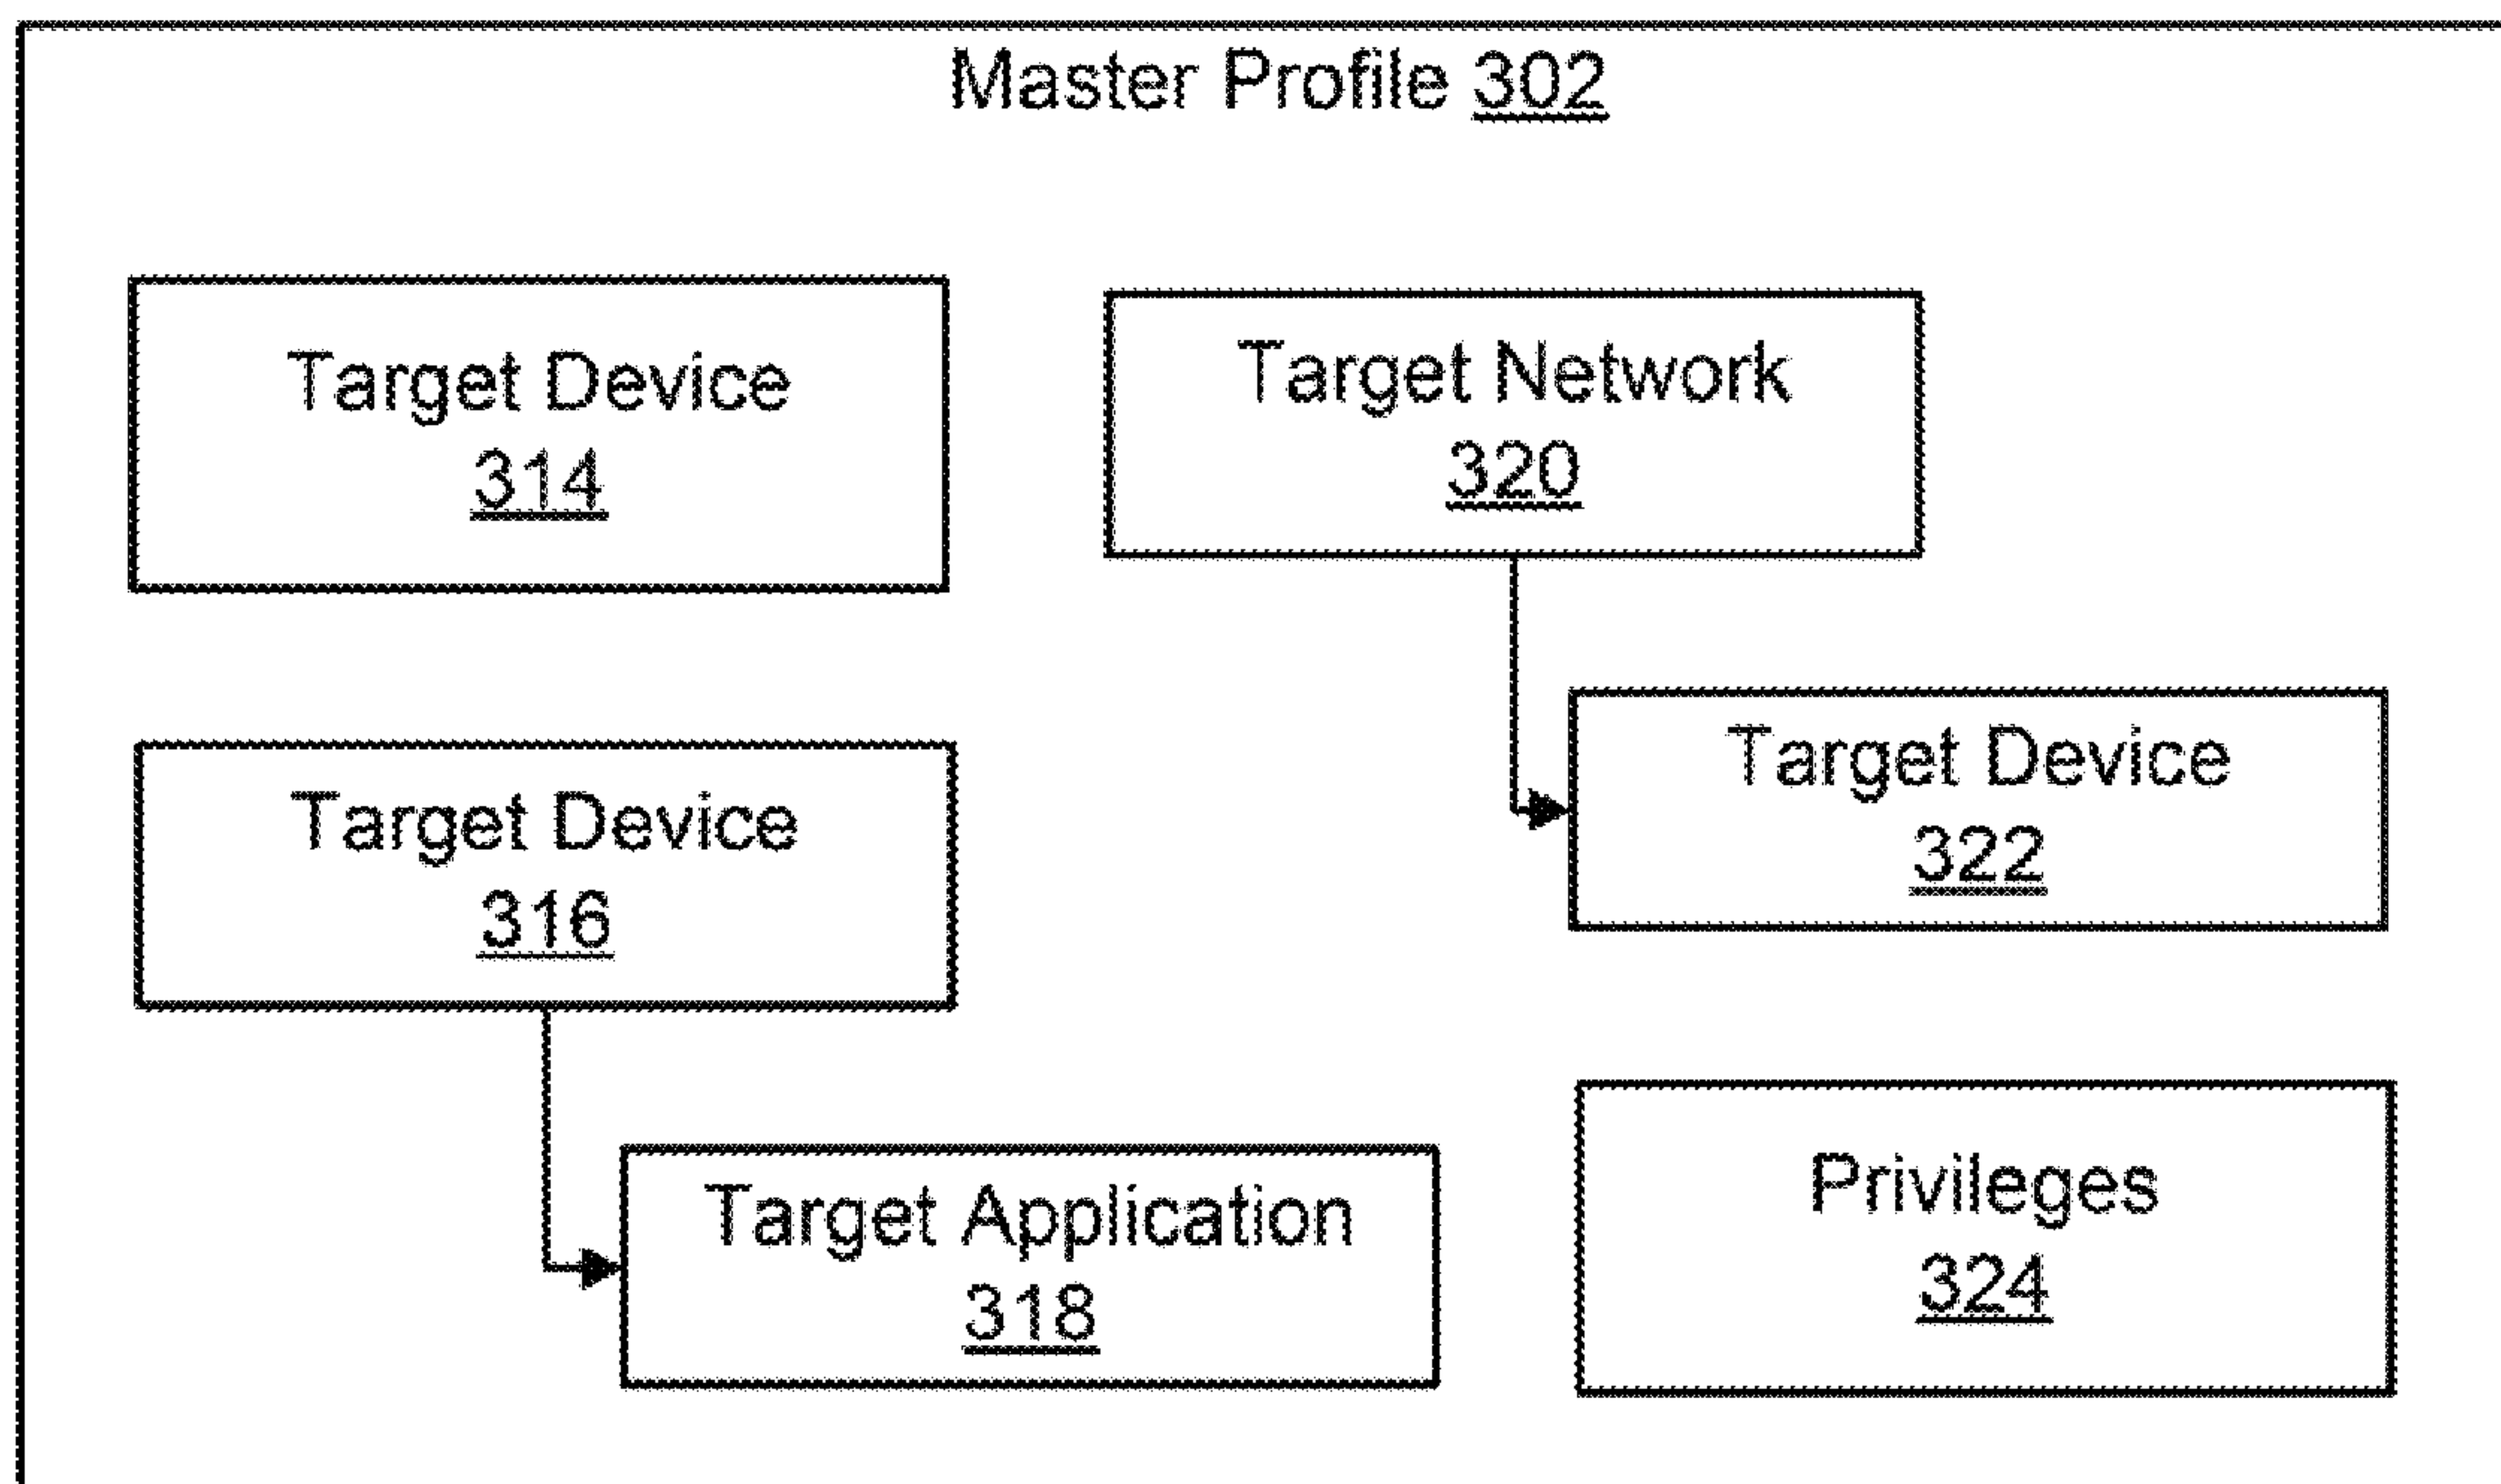 Master Profile 302
Target Device
314
Target Network
320
Target Device
316
Target Device
322
Target Application
318
Privileges
324